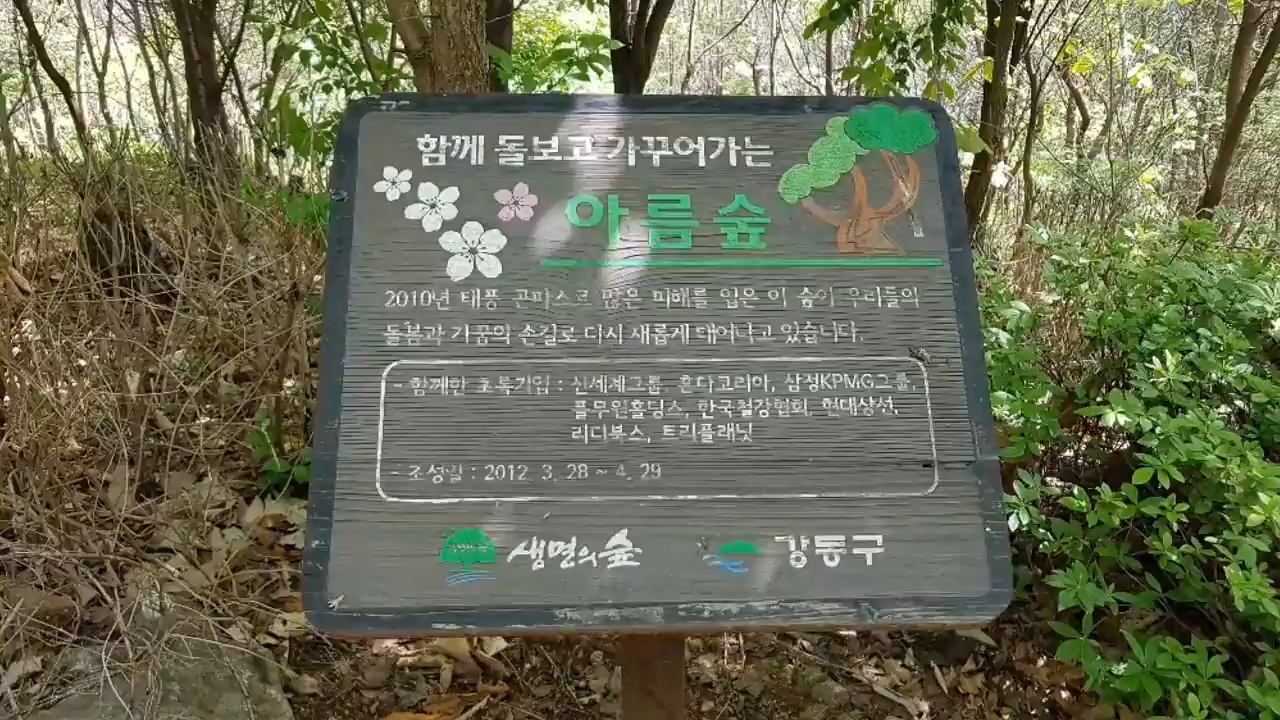 함께 돌보고 가꾸어가는
아름숲
2010년 태풍 곤파스로 많은 피해를 입은 이 숲이 우리들의
돌봄과 가꿈의 손길로 다시 새롭게 태어나고 있습니다.
- 함께한 초록기업 : 신세계그룹, 혼다코리아, 삼정KPMG그룹,
풀무원홀딩스, 한국철강협회, 현대상선,
리디북스, 트리플래닛
- 조성일 : 2012. 3. 28 ~ 4. 29
생명의숲 강동구